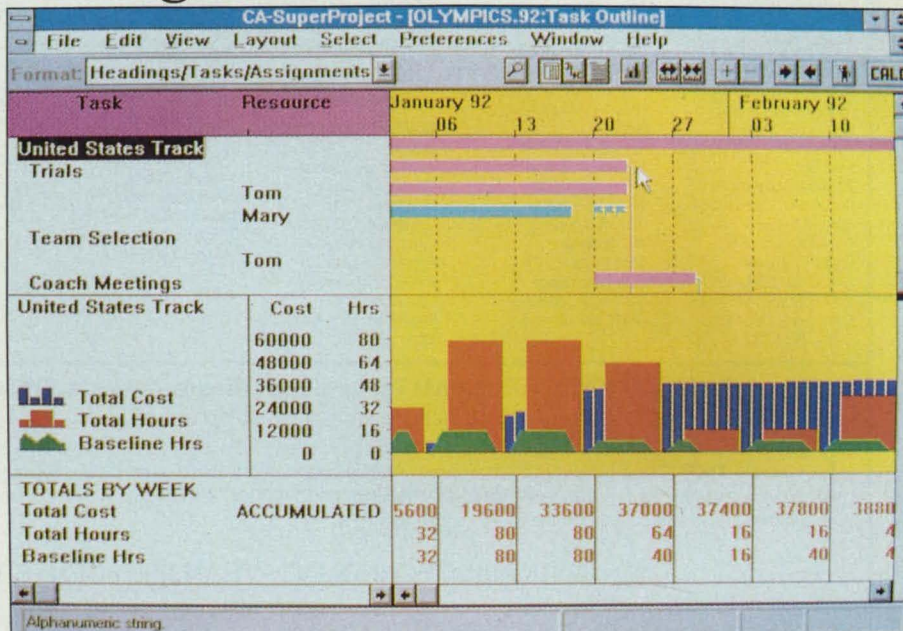 CA-SuperProject - [OLYMPICS.92:Task Outline]
File Edit View Layout Select Preferences Window Help
Format: Headings/Tasks/Assignments
Task Resource January 92 February 92
06 13 20 27 03 10
United States Track
Trials
Tom
Mary
Team Selection
Tom
Coach Meetings
United States Track Cost Hrs
60000 80
48000 64
36000 48
Total Cost 24000 32
Total Hours 12000 16
Baseline Hrs 0 0
TOTALS BY WEEK
Total Cost ACCUMULATED 5600 19600 33600 37000 37400 37800 3880
Total Hours 32 80 80 64 16 16 4
Baseline Hrs 32 80 80 40 16 40 4
Alphanumeric string.